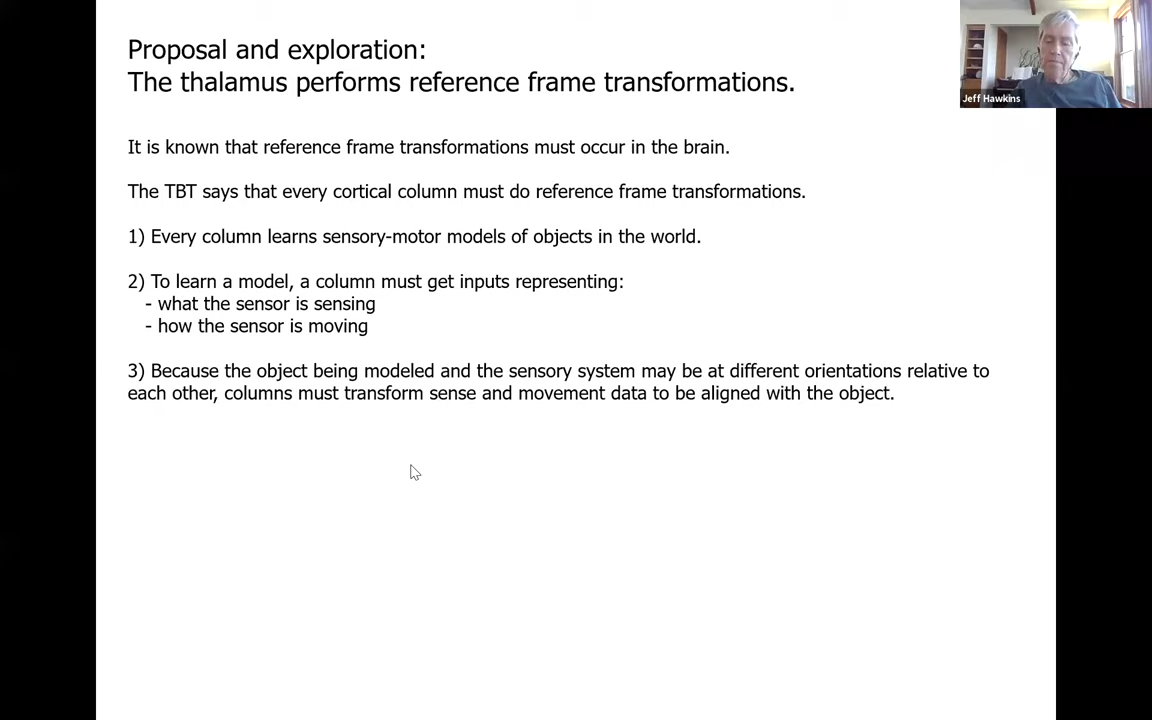 Proposal and exploration:
The thalamus performs reference frame transformations.
Jeff Hawkins
It is known that reference frame transformations must occur in the brain.
The TBT says that every cortical column must do reference frame transformations.
1) Every column learns sensory-motor models of objects in the world.
2) To learn a model, a column must get inputs representing:
- what the sensor is sensing
- how the sensor is moving
3) Because the object being modeled and the sensory system may be at different orientations relative to
each other, columns must transform sense and movement data to be aligned with the object.